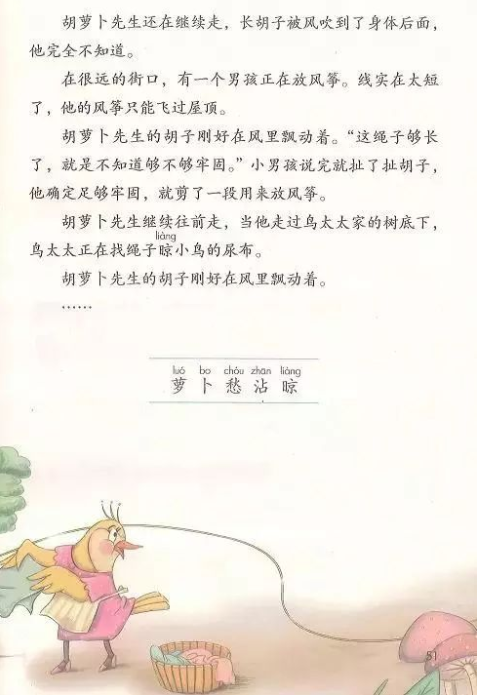 胡萝卜先生还在继续走，长胡子被风吹到了身体后面，
他完全不知道。
在很远的街口，有一个男孩正在放风筝。线实在太短
了，他的风筝只能飞过屋顶。
胡萝卜先生的胡子刚好在风里飘动着。“这绳子够长
了，就是不知道够不够牢固。”小男孩说完就扯了扯胡子，
他确定足够牢固，就剪了一段用来放风筝。
胡萝卜先生继续往前走，当他走过鸟太太家的树底下，
liàng
鸟太太正在找绳子晾小鸟的尿布。
胡萝卜先生的胡子刚好在风里飘动着。
……
luó bo chóu zhān liàng
萝 卜 愁 沾 晾
51